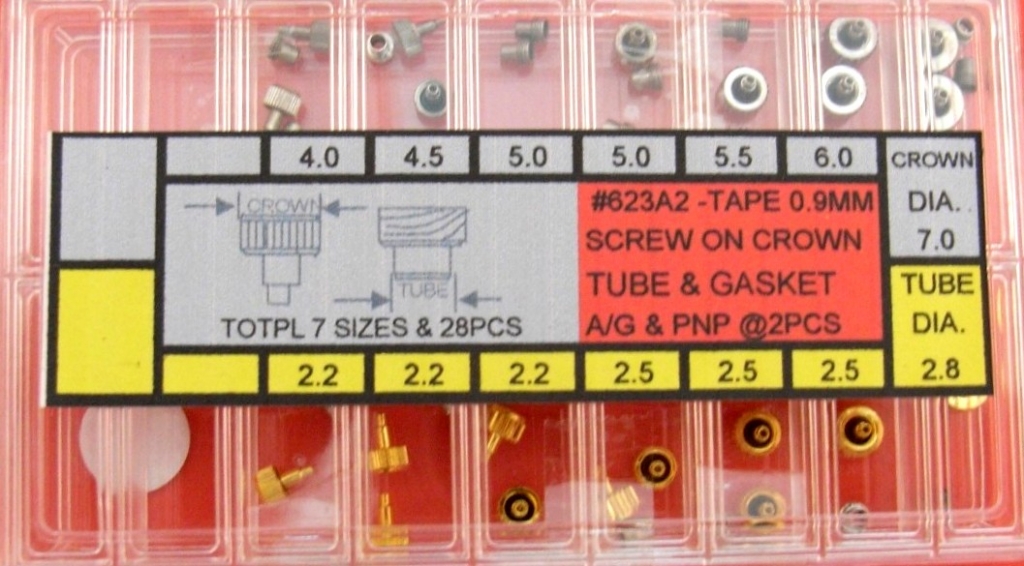 4.0 4.5 5.0 5.0 5.5 6.0 CROWN
DIA.
7.0
CROWN
TUBE
TOTPL 7 SIZES & 28PCS
#623A2 -TAPE 0.9MM
SCREW ON CROWN
TUBE & GASKET
A/G & PNP @2PCS
TUBE
DIA.
2.2 2.2 2.2 2.5 2.5 2.5 2.8